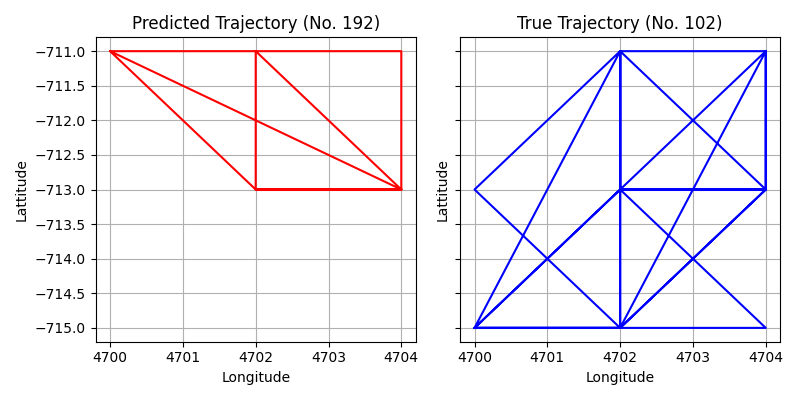 Predicted Trajectory (No. 192)
True Trajectory (No. 102)
−711.0
−711.5
−712.0
−712.5
−713.0
−713.5
−714.0
−714.5
−715.0
Lattitude
Lattitude
4700 4701 4702 4703 4704
4700 4701 4702 4703 4704
Longitude
Longitude